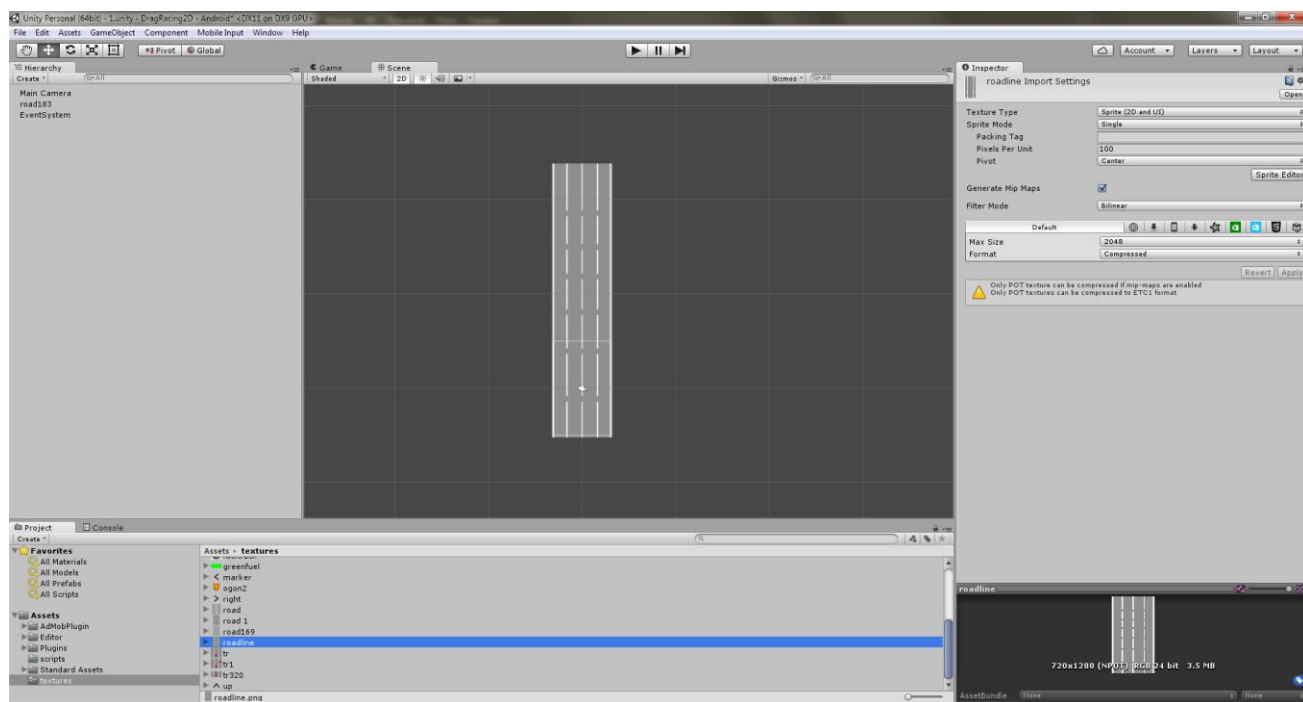 Unity Personal (64bit) - 1.unity - DragRacing2D - Android* <DX11 on DX9 GPU>
File Edit Assets GameObject Component Mobile Input Window Help
Pivot Global Account Layers Layout
Hierarchy
Create All
Main Camera
road183
EventSystem
Game Scene
Shaded 2D Gizmos All
Inspector
roadline Import Settings
Open
Texture Type Sprite (2D and UI)
Sprite Mode Single
Packing Tag
Pixels Per Unit 100
Pivot Center
Sprite Editor
Generate Mip Maps
Filter Mode Bilinear
Default
Max Size 2048
Format Compressed
Revert Apply
Only POT texture can be compressed if mip-maps are enabled
Only POT textures can be compressed to ETC1 format
Project Console
Create
Favorites
All Materials
All Models
All Prefabs
All Scripts
Assets
AdMobPlugin
Editor
Plugins
scripts
Standard Assets
textures
Assets textures
greenfuel
marker
ogon2
right
road
road 1
road169
roadline
tr
tr1
tr320
up
roadline.png
roadline
720x1280 (NPOT) RGB 24 bit 3.5 MB
AssetBundle None None